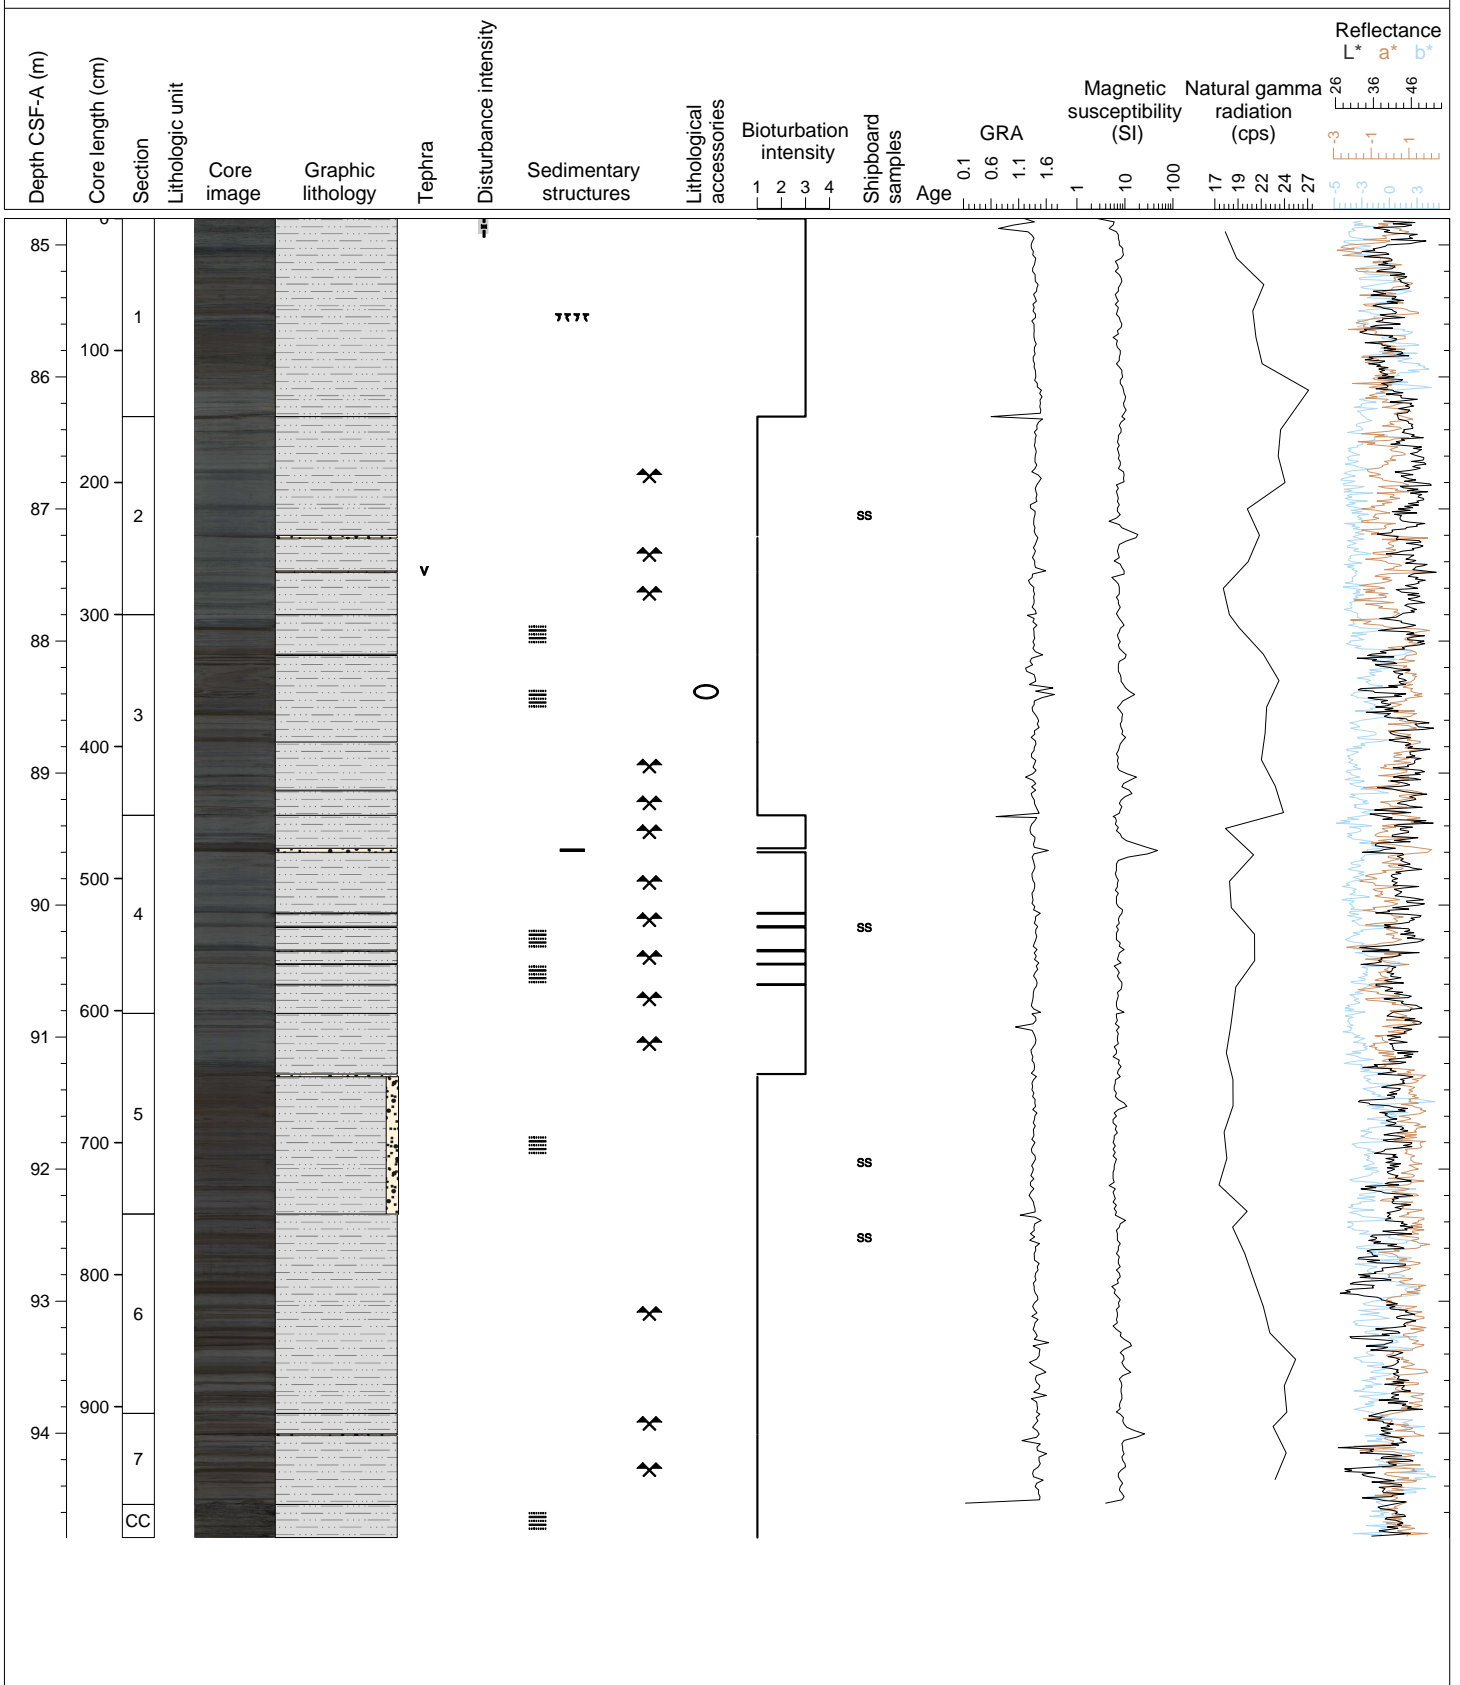 Depth CSF-A (m)
Core length (cm)
Section
Lithologic unit
Core image
Graphic lithology
Tephra
Disturbance intensity
Sedimentary structures
Lithological accessories
Bioturbation intensity
1 2 3 4
Shipboard samples
Age
GRA
0.1 0.6 1.1 1.6
Magnetic susceptibility (SI)
1 10 100
Natural gamma radiation (cps)
17 19 22 24 27
Reflectance
L* a* b*
26 36 46
-3 -1 1
-5 -3 0 3
0
85
1
100
86
200
87
2
ss
v
300
88
3
400
89
500
90
4
ss
600
91
5
700
92
ss
ss
800
93
6
900
94
7
CC